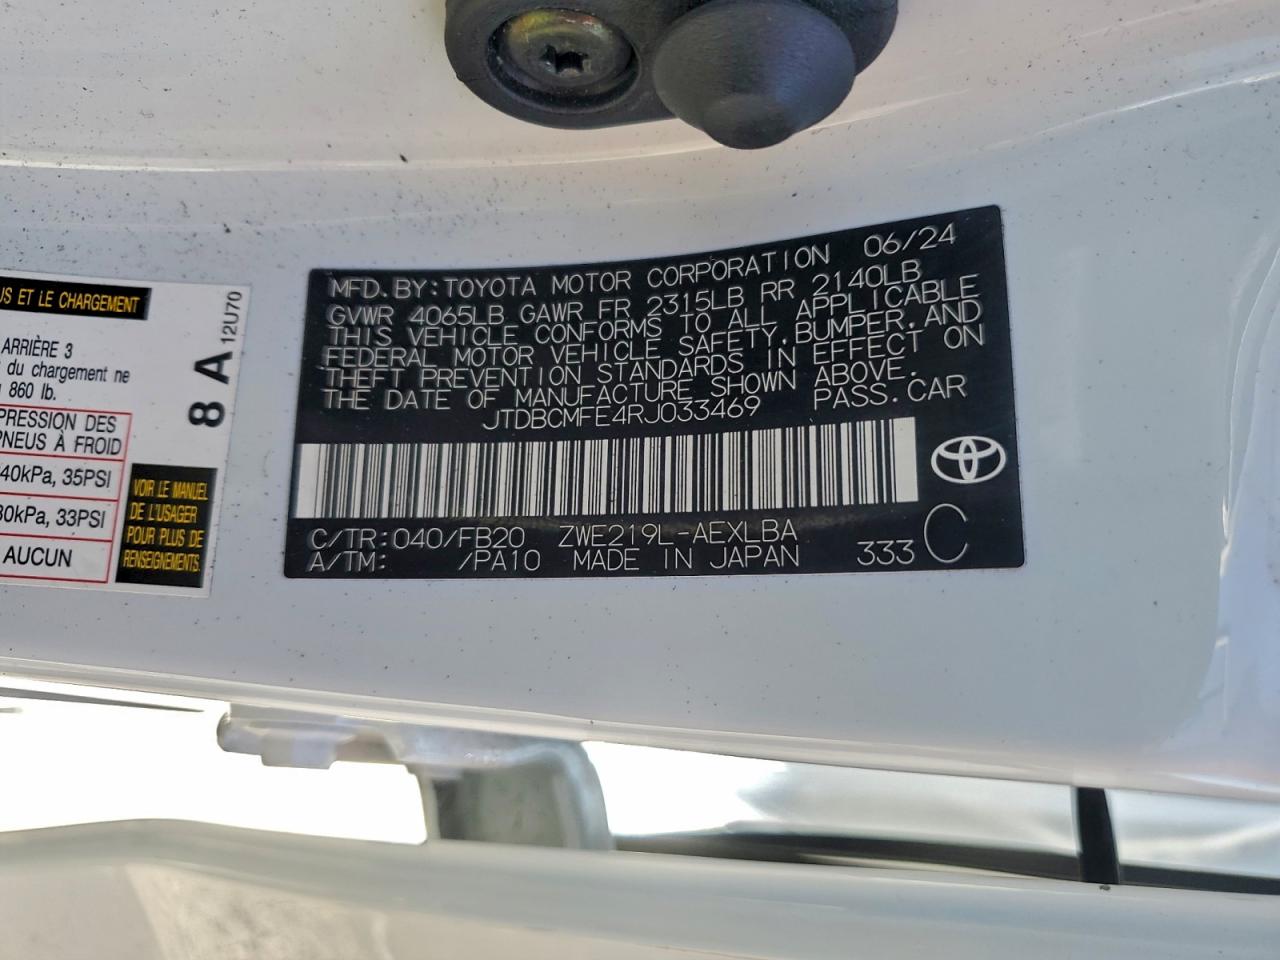 US ET LE CHARGEMENT
ARRIÈRE 3
du chargement ne
860 lb.
PRESSION DES
PNEUS À FROID
40kPa, 35PSI
30kPa, 33PSI
AUCUN
8 A
12U70
VOIR LE MANUEL
DE L'USAGER
POUR PLUS DE
RENSEIGNEMENTS.
MFD.BY:TOYOTA MOTOR CORPORATION 06/24
GVWR 4065LB GAWR FR 2315LB RR 2140LB
THIS VEHICLE CONFORMS TO ALL APPLICABLE
FEDERAL MOTOR VEHICLE SAFETY,BUMPER,AND
THEFT PREVENTION STANDARDS IN EFFECT ON
THE DATE OF MANUFACTURE SHOWN ABOVE.
JTDBCMFE4RJ033469 PASS.CAR
C/TR:040/FB20 ZWE219L-AEXLBA
A/TM: /PA10 MADE IN JAPAN 333 C